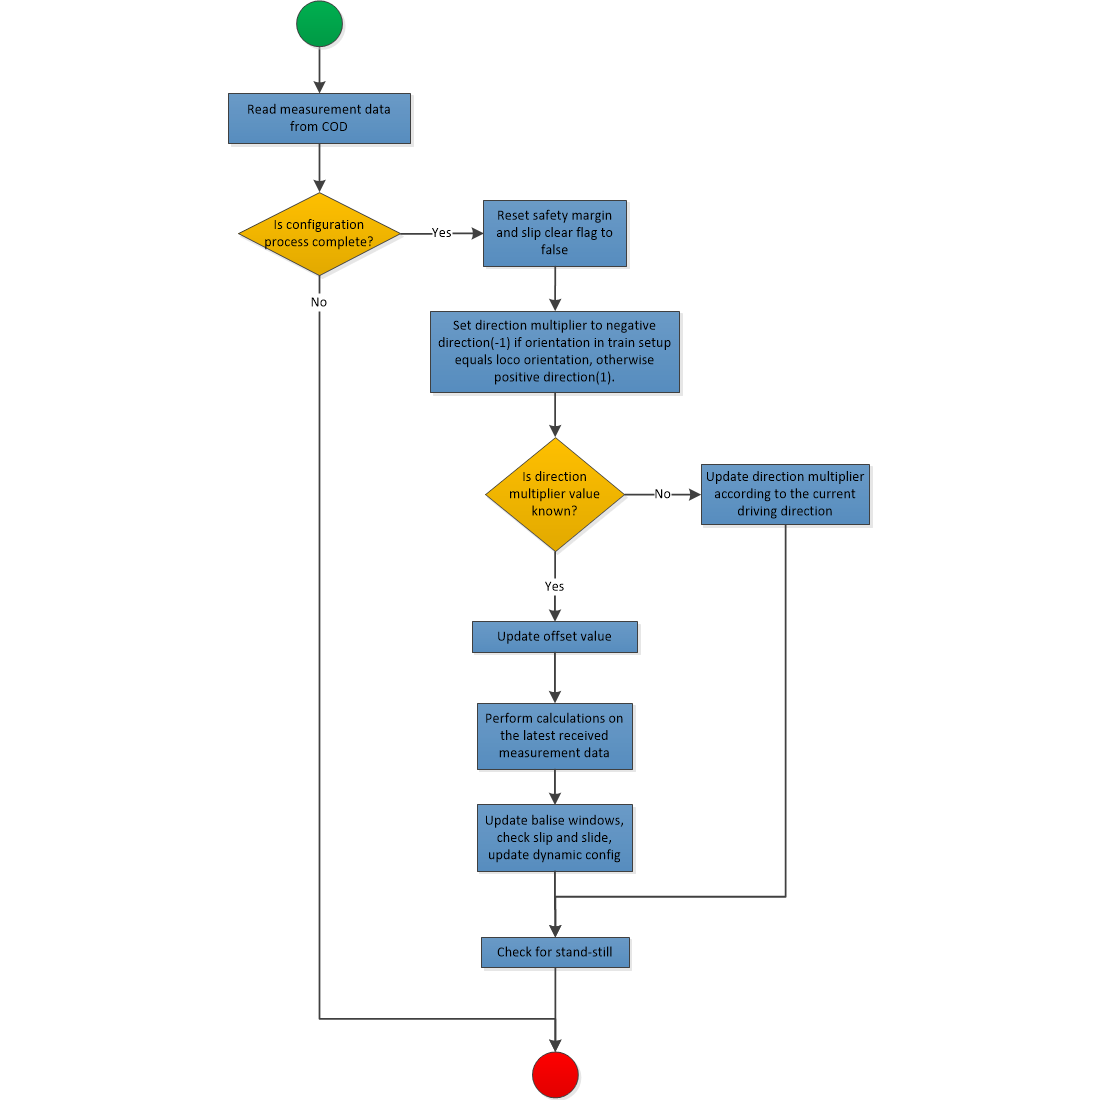 Read measurement data
from COD
Is configuration
process complete?
Yes
Reset safety margin
and slip clear flag to
false
No
Set direction multiplier to negative
direction(-1) if orientation in train setup
equals loco orientation, otherwise
positive direction(1).
Is direction
multiplier value
known?
No
Update direction multiplier
according to the current
driving direction
Yes
Update offset value
Perform calculations on
the latest received
measurement data
Update balise windows,
check slip and slide,
update dynamic config
Check for stand-still